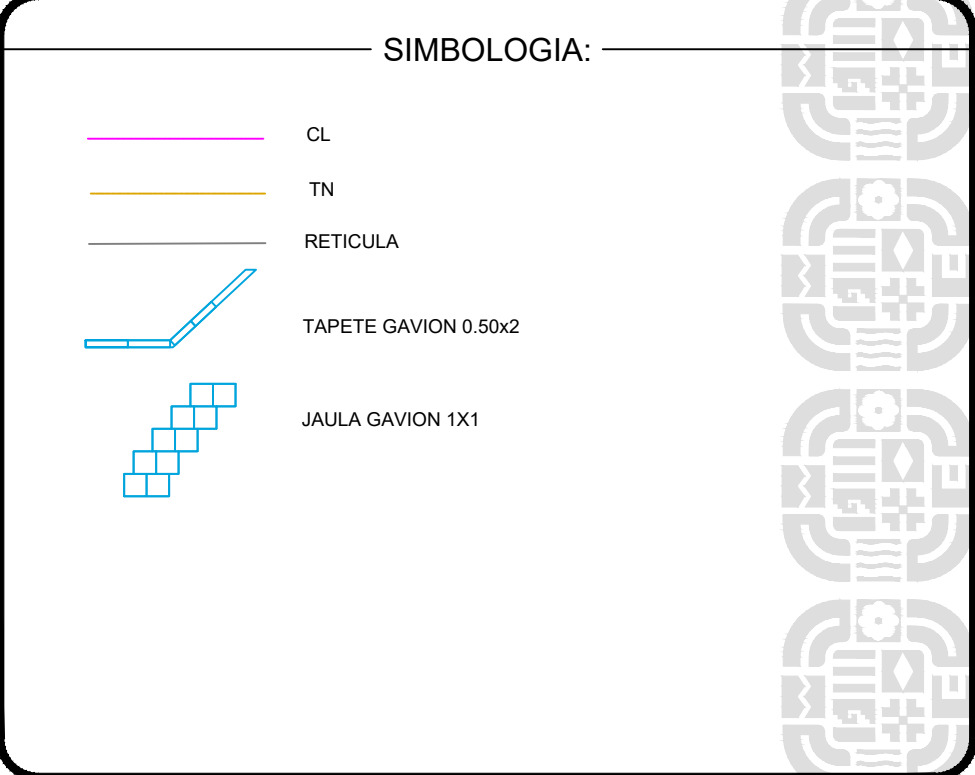 SIMBOLOGIA:
CL
TN
RETICULA
TAPETE GAVION 0.50x2
JAULA GAVION 1X1